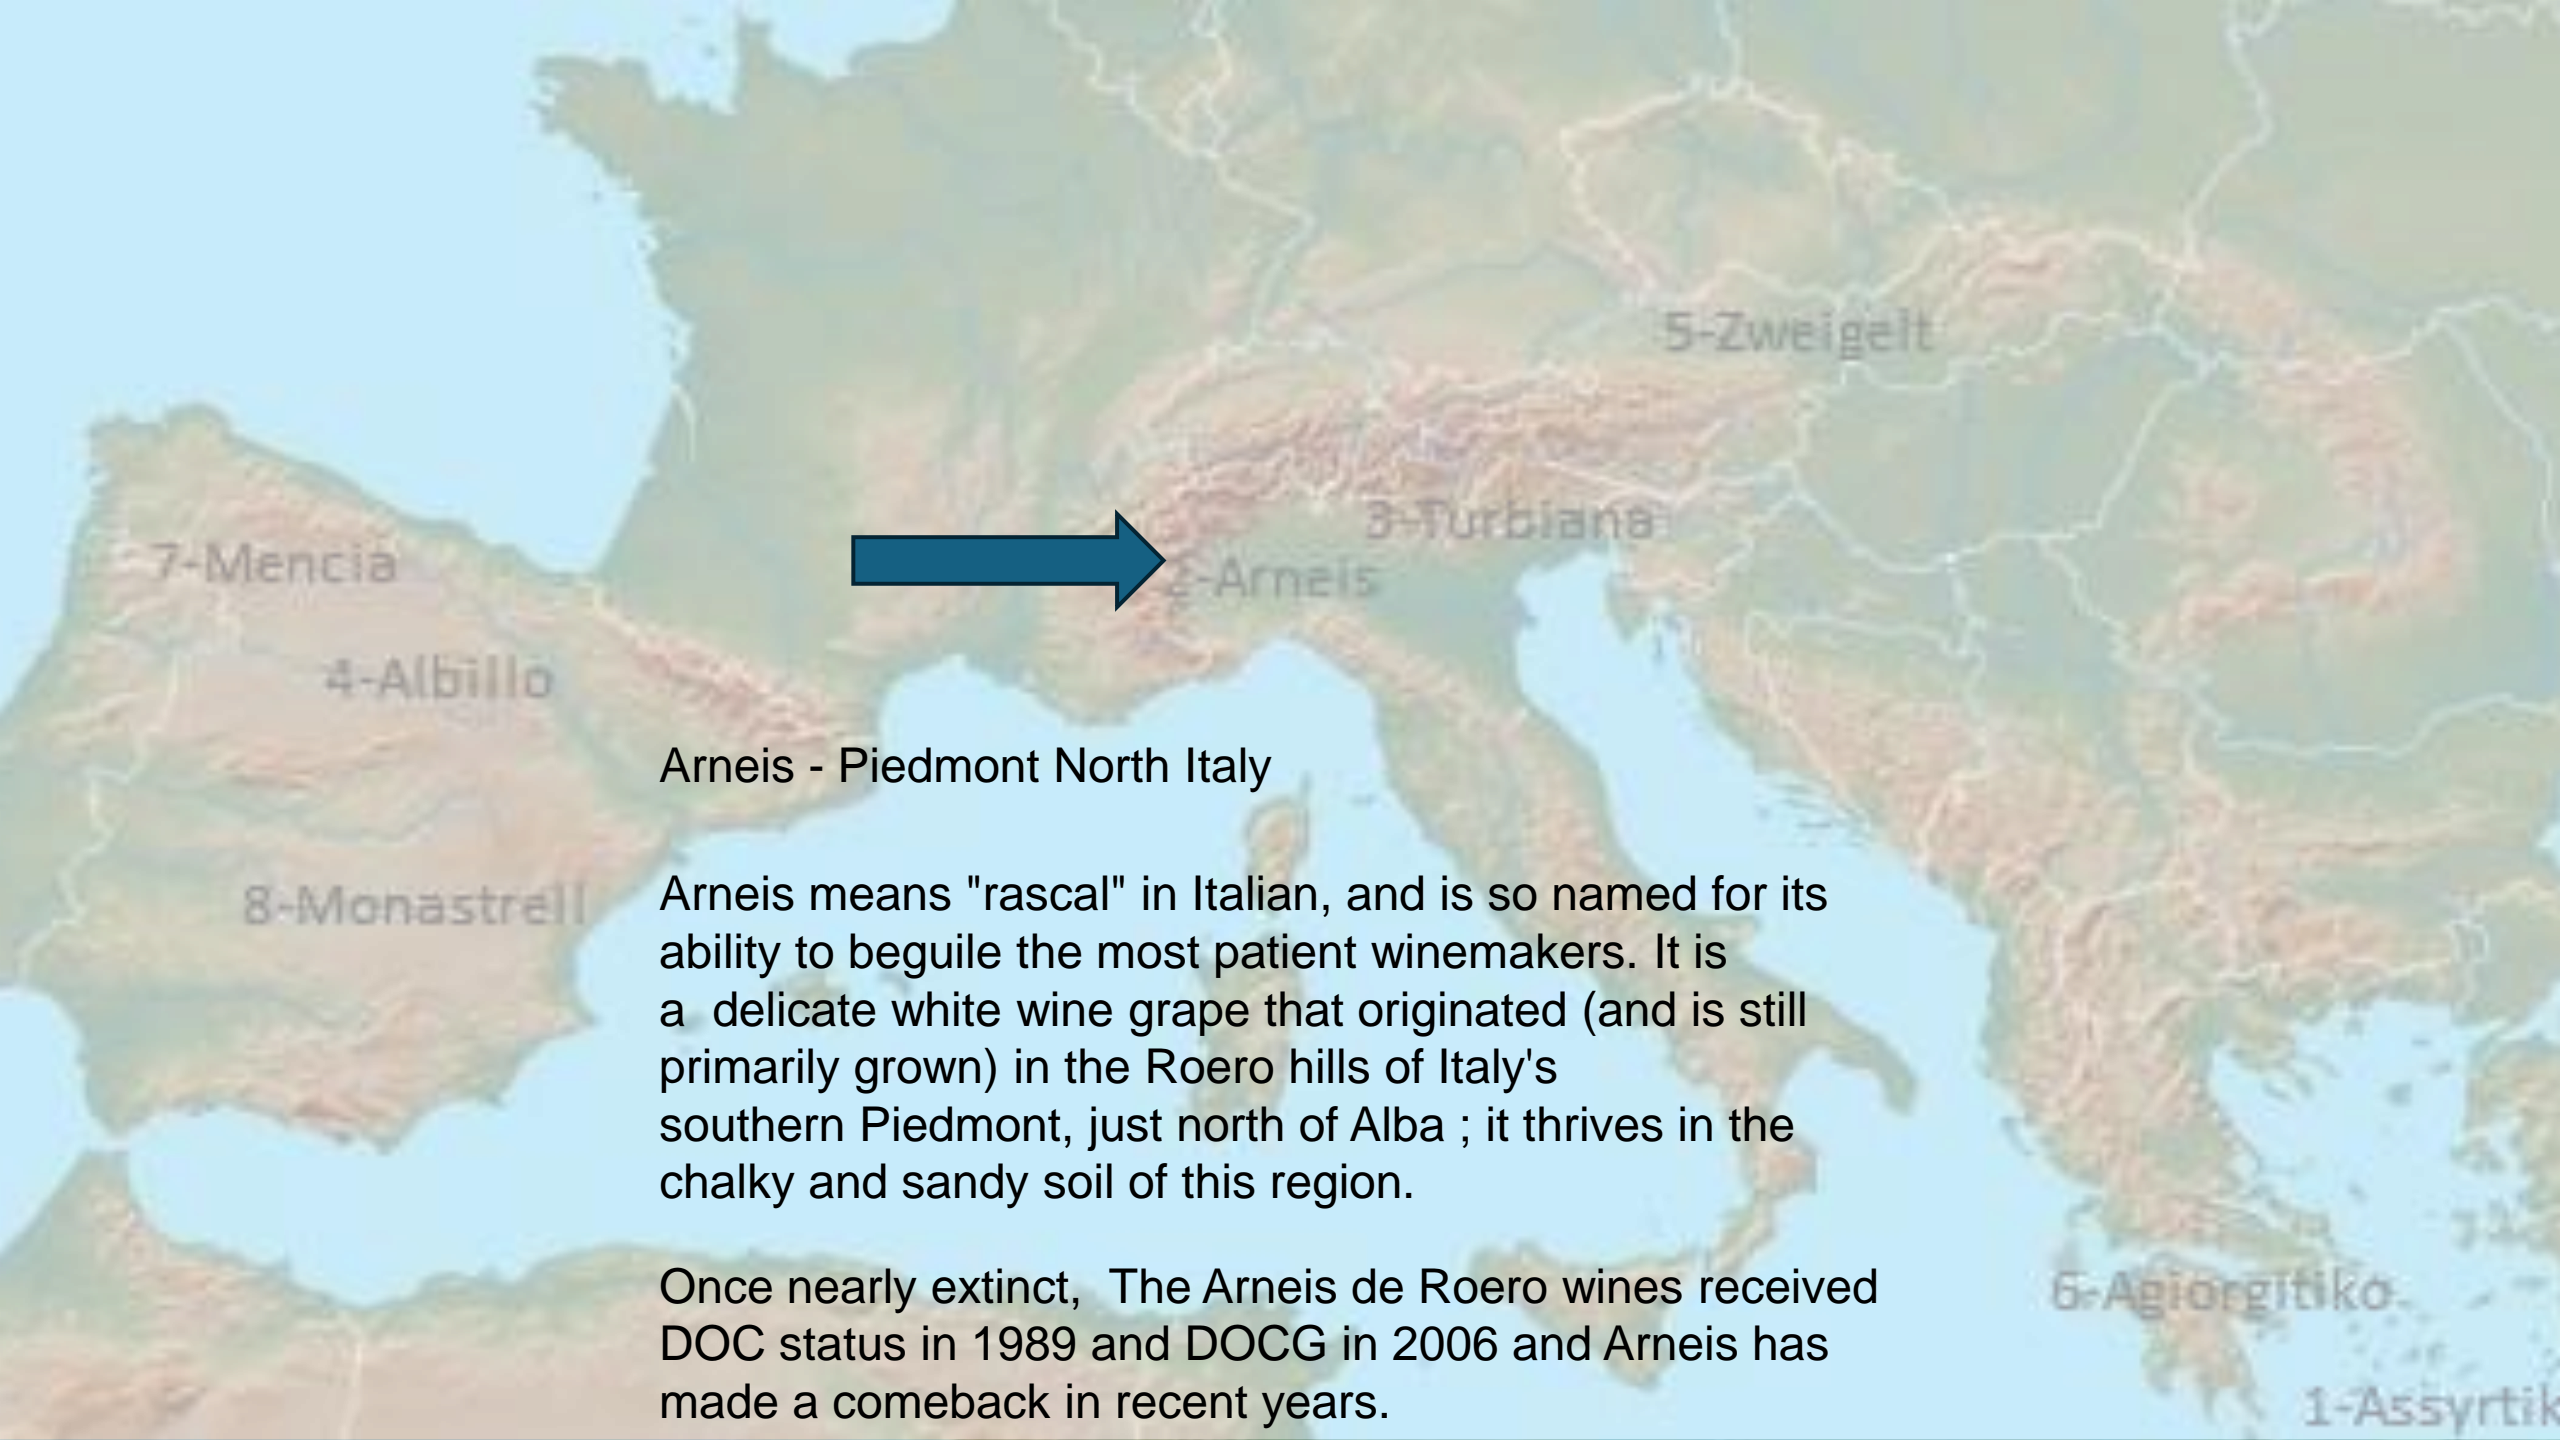 5-Zweigelt
3-Turbiana
7-Mencia
2-Arneis
4-Albillo
Arneis - Piedmont North Italy
8-Monastrell
Arneis means "rascal" in Italian, and is so named for its
ability to beguile the most patient winemakers. It is
a  delicate white wine grape that originated (and is still
primarily grown) in the Roero hills of Italy's
southern Piedmont, just north of Alba ; it thrives in the
chalky and sandy soil of this region.
Once nearly extinct,  The Arneis de Roero wines received
DOC status in 1989 and DOCG in 2006 and Arneis has
made a comeback in recent years.
6-Agiorgitiko
1-Assyrtik